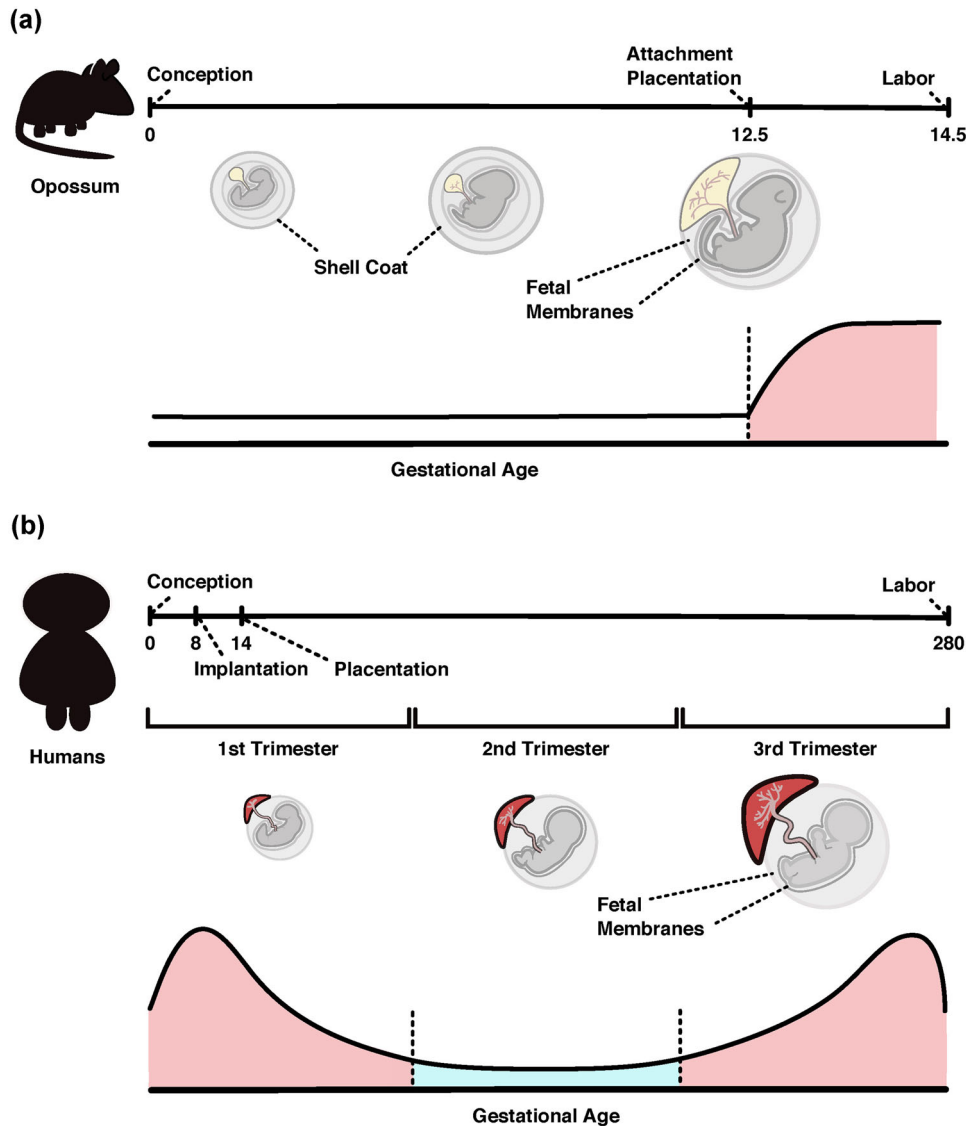 (a)
Conception
Attachment
Placentation
Labor
0
12.5
14.5
Opossum
Shell Coat
Fetal
Membranes
Gestational Age
(b)
Conception
Labor
0
8
14
280
Implantation
Placentation
Humans
1st Trimester
2nd Trimester
3rd Trimester
Fetal
Membranes
Gestational Age